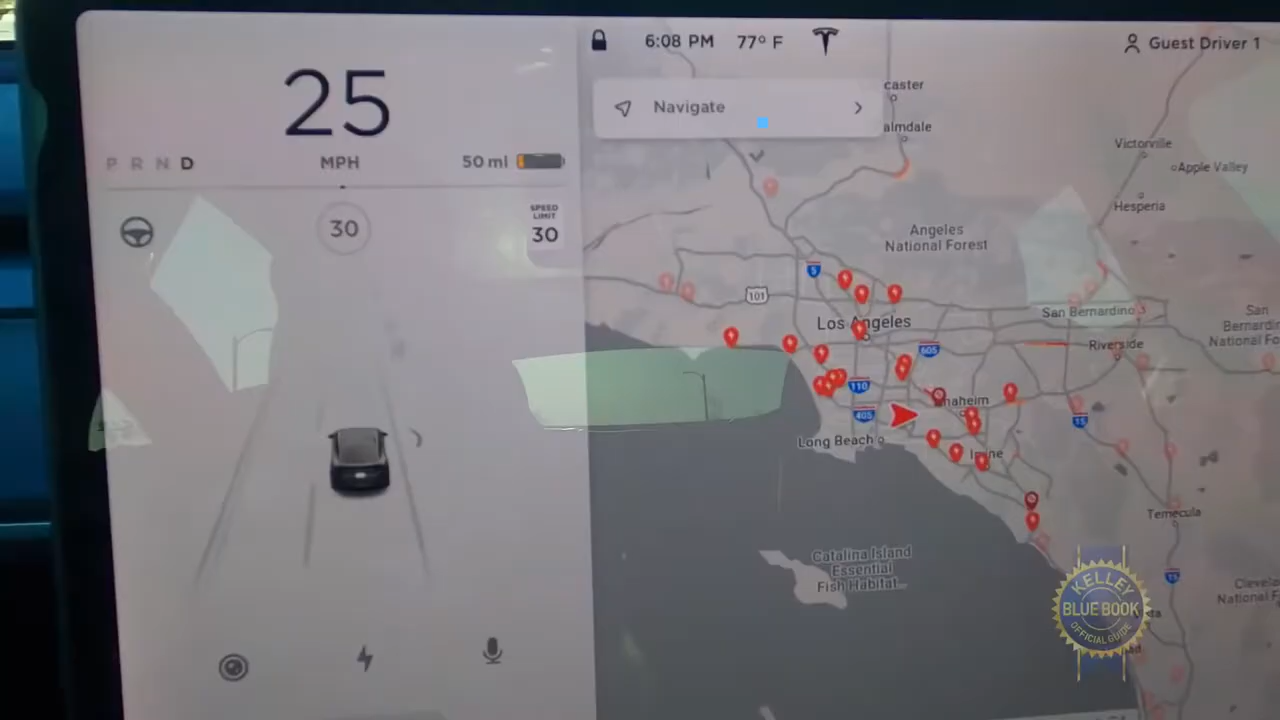 25
P R N D
MPH
50 mi
30
SPEED
LIMIT
30
6:08 PM
77° F
Guest Driver 1
Navigate
caster
almdale
Victorville
Apple Valley
Hesperia
Angeles
National Forest
5
101
Los Angeles
San Bernardino
San
Bernardino
National Fo
605
Riverside
110
405
Anaheim
15
Long Beach
Irvine
Temecula
Catalina Island
Essential
Fish Habitat...
15
Clevela
National F
KELLEY
BLUE BOOK
OFFICIAL GUIDE